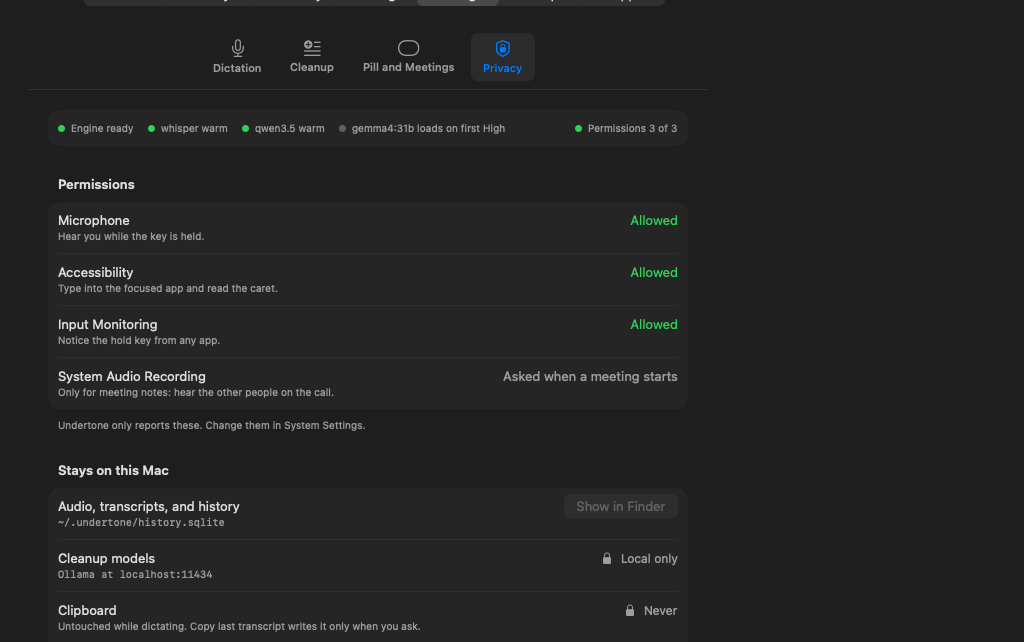 Dictation
Cleanup
Pill and Meetings
Privacy
Engine ready
whisper warm
qwen3.5 warm
gemma4:31b loads on first High
Permissions 3 of 3
Permissions
Microphone
Allowed
Hear you while the key is held.
Accessibility
Allowed
Type into the focused app and read the caret.
Input Monitoring
Allowed
Notice the hold key from any app.
System Audio Recording
Asked when a meeting starts
Only for meeting notes: hear the other people on the call.
Undertone only reports these. Change them in System Settings.
Stays on this Mac
Audio, transcripts, and history
Show in Finder
~/.undertone/history.sqlite
Cleanup models
Local only
Ollama at localhost:11434
Clipboard
Never
Untouched while dictating. Copy last transcript writes it only when you ask.